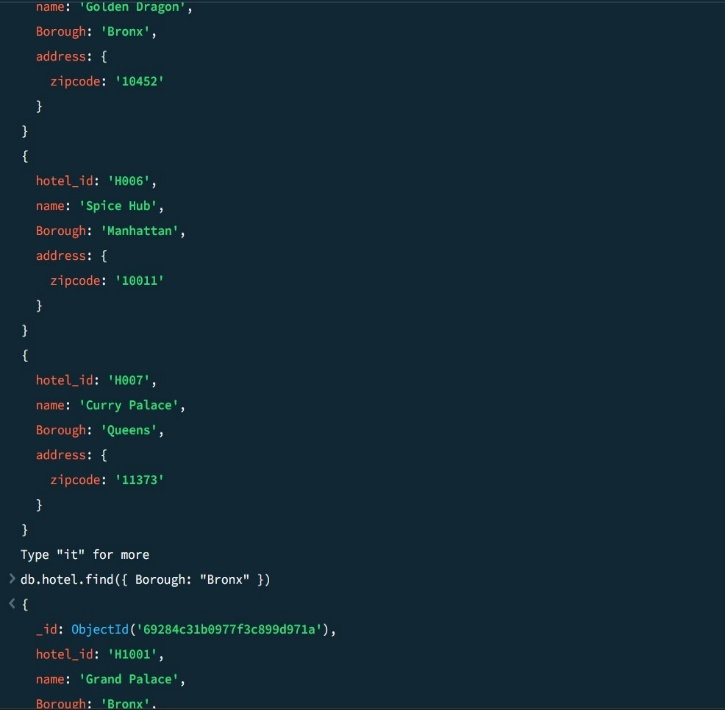 name: 'Golden Dragon',
Borough: 'Bronx',
address: {
zipcode: '10452'
}
}
{
hotel_id: 'H006',
name: 'Spice Hub',
Borough: 'Manhattan',
address: {
zipcode: '10011'
}
}
{
hotel_id: 'H007',
name: 'Curry Palace',
Borough: 'Queens',
address: {
zipcode: '11373'
}
}
Type "it" for more
> db.hotel.find({ Borough: "Bronx" })
< {
_id: ObjectId('69284c31b0977f3c899d971a'),
hotel_id: 'H1001',
name: 'Grand Palace',
Borough: 'Bronx',